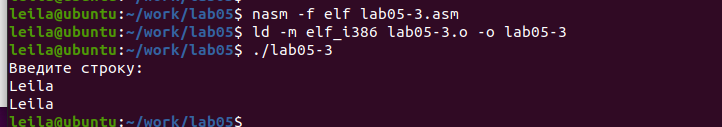 leila@ubuntu:~/work/lab05$ nasm -f elf lab05-3.asm
leila@ubuntu:~/work/lab05$ ld -m elf_i386 lab05-3.o -o lab05-3
leila@ubuntu:~/work/lab05$ ./lab05-3
Введите строку:
Leila
Leila
leila@ubuntu:~/work/lab05$